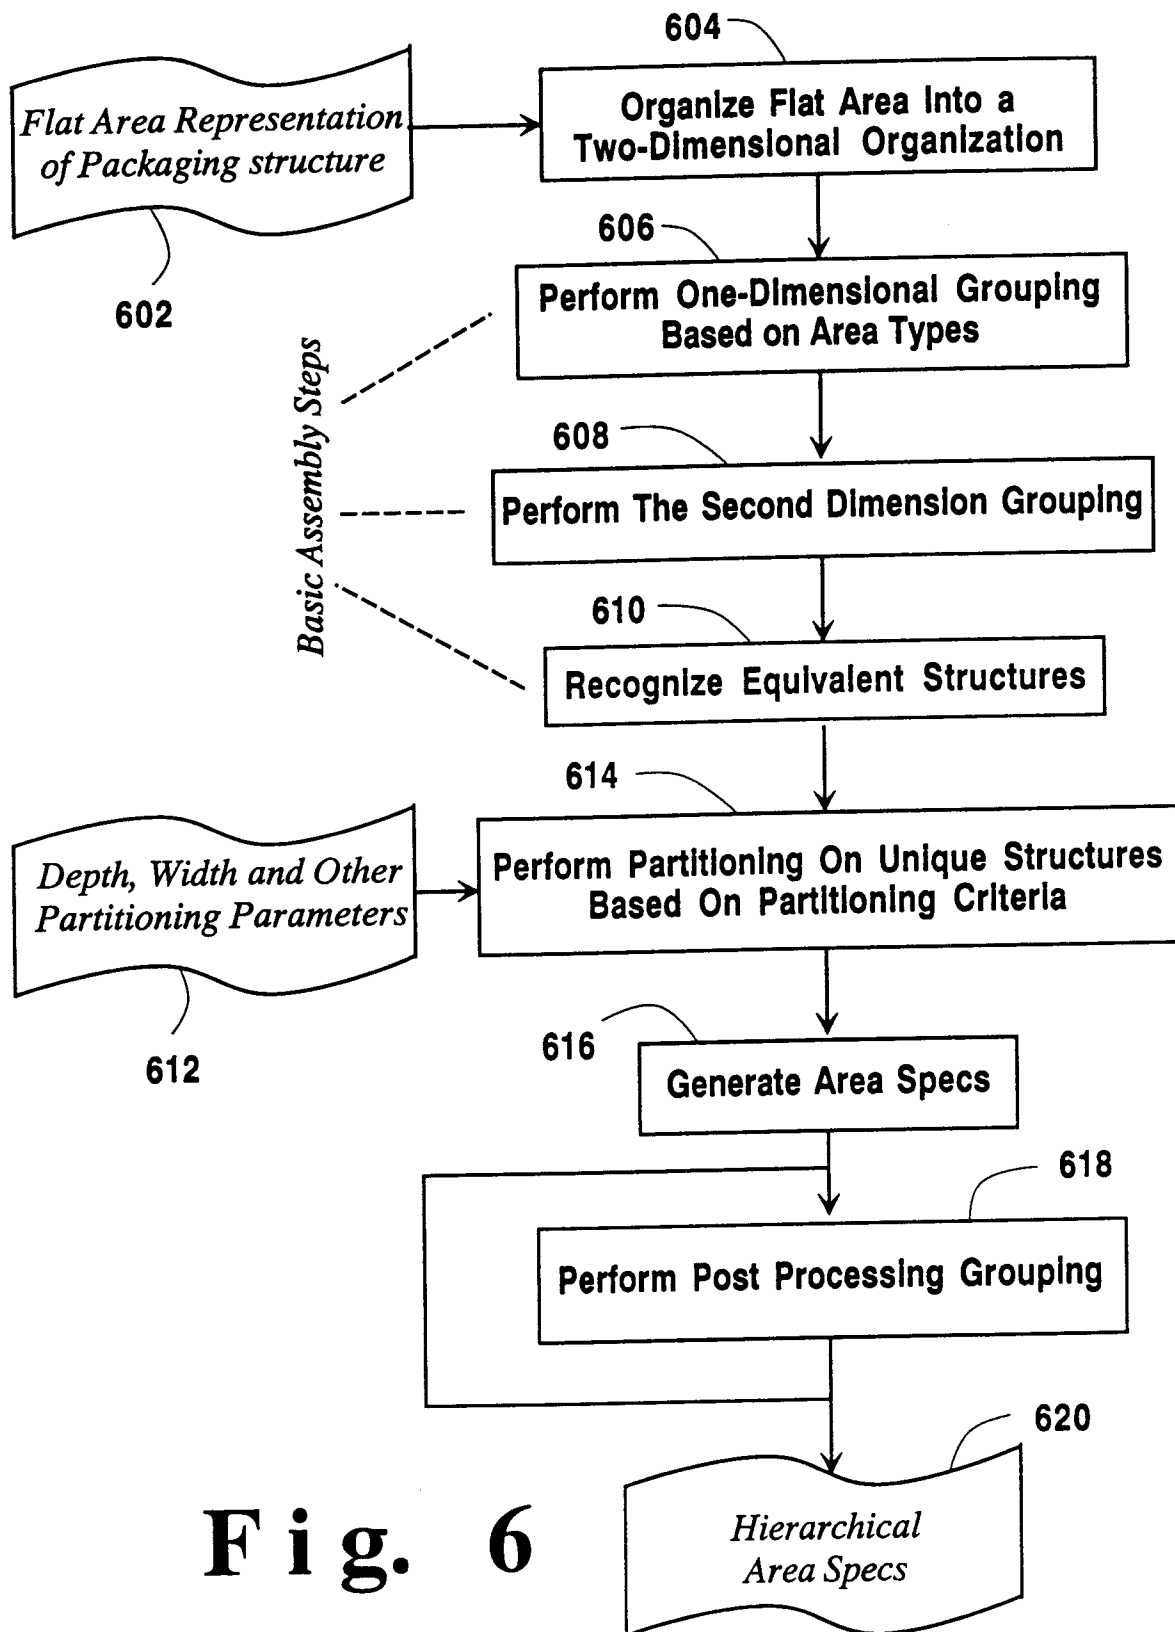 604
Flat Area Representation
of Packaging structure
Organize Flat Area Into a
Two-Dimensional Organization
602
606
Perform One-Dimensional Grouping
Based on Area Types
Basic Assembly Steps
608
Perform The Second Dimension Grouping
610
Recognize Equivalent Structures
614
Depth, Width and Other
Partitioning Parameters
Perform Partitioning On Unique Structures
Based On Partitioning Criteria
612
616
Generate Area Specs
618
Perform Post Processing Grouping
620
Hierarchical
Area Specs
Fig. 6